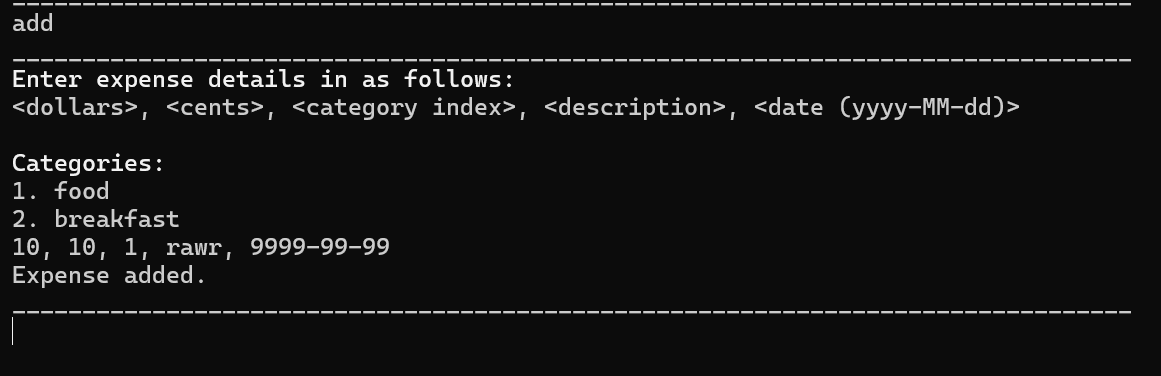 add
Enter expense details in as follows:
<dollars>, <cents>, <category index>, <description>, <date (yyyy-MM-dd)>
Categories:
1. food
2. breakfast
10, 10, 1, rawr, 9999-99-99
Expense added.